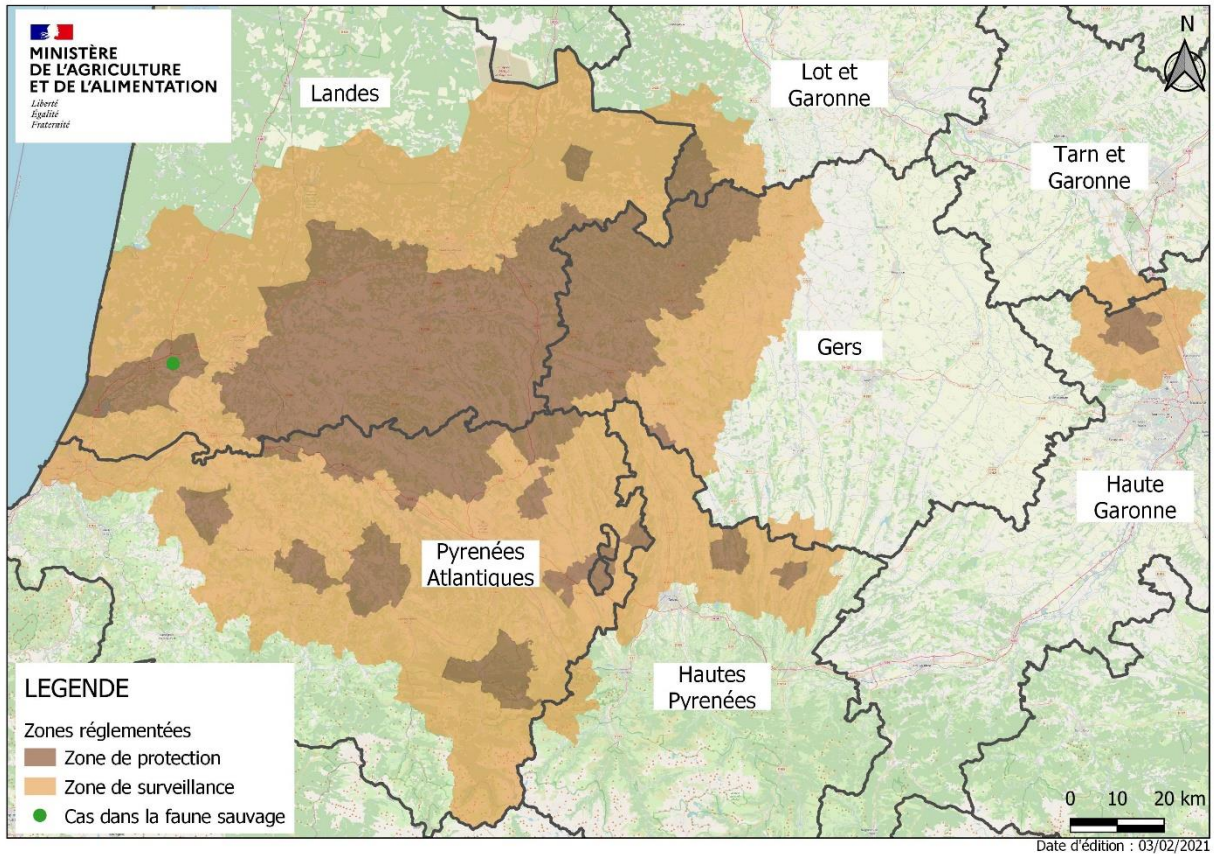 MINISTÈRE
DE L'AGRICULTURE
ET DE L'ALIMENTATION
Liberté
Égalité
Fraternité
N
Landes
Lot et
Garonne
Tarn et
Garonne
Gers
Haute
Garonne
Pyrenées
Atlantiques
Hautes
Pyrenées
LEGENDE
Zones réglementées
Zone de protection
Zone de surveillance
Cas dans la faune sauvage
0 10 20 km
Date d'édition : 03/02/2021